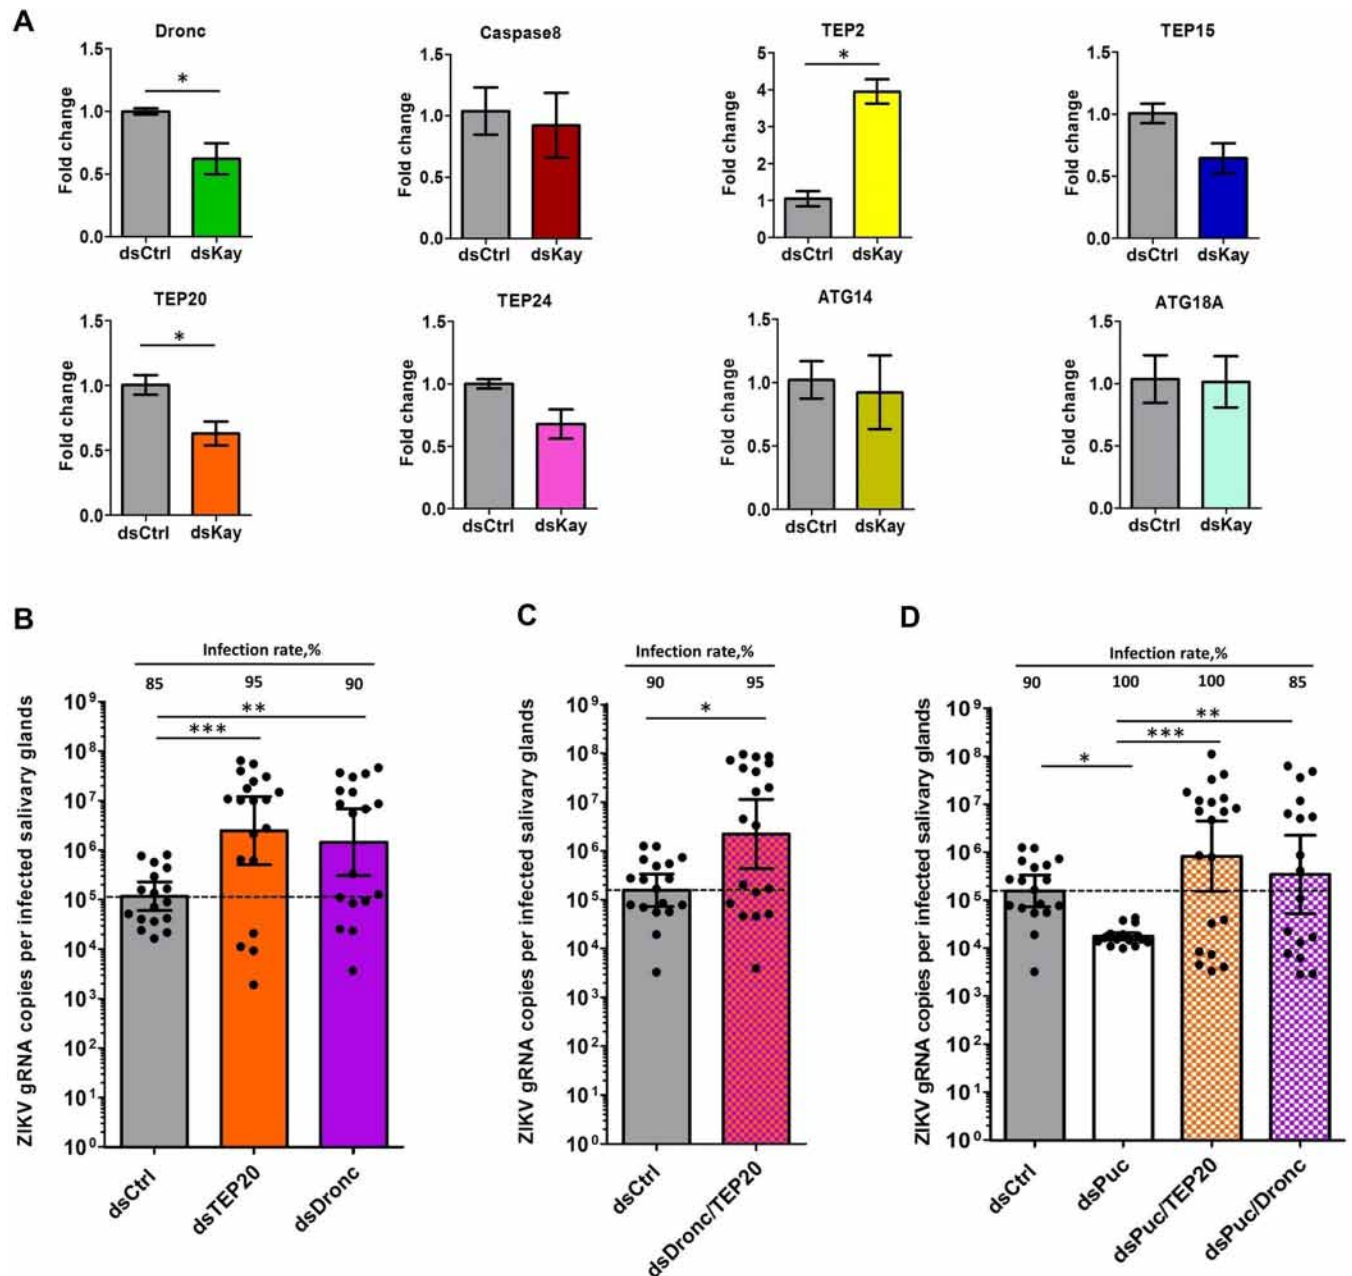 A
Dronc
Caspase8
TEP2
TEP15
Fold change
1.5
1.0
0.5
0.0
*
dsCtrl dsKay
Fold change
1.5
1.0
0.5
0.0
dsCtrl dsKay
Fold change
5
4
3
2
1
0
*
dsCtrl dsKay
Fold change
1.5
1.0
0.5
0.0
dsCtrl dsKay
TEP20
TEP24
ATG14
ATG18A
Fold change
1.5
1.0
0.5
0.0
*
dsCtrl dsKay
Fold change
1.5
1.0
0.5
0.0
dsCtrl dsKay
Fold change
1.5
1.0
0.5
0.0
dsCtrl dsKay
Fold change
1.5
1.0
0.5
0.0
dsCtrl dsKay
B
Infection rate,%
85 95 90
ZIKV gRNA copies per infected salivary glands
10⁹
10⁸
10⁷
10⁶
10⁵
10⁴
10³
10²
10¹
10⁰
**
***
dsCtrl
dsTEP20
dsDronc
C
Infection rate,%
90 95
ZIKV gRNA copies per infected salivary glands
10⁹
10⁸
10⁷
10⁶
10⁵
10⁴
10³
10²
10¹
10⁰
*
dsCtrl
dsDronc/TEP20
D
Infection rate,%
90 100 100 85
ZIKV gRNA copies per infected salivary glands
10⁹
10⁸
10⁷
10⁶
10⁵
10⁴
10³
10²
10¹
10⁰
**
***
*
dsCtrl
dsPuc
dsPuc/TEP20
dsPuc/Dronc